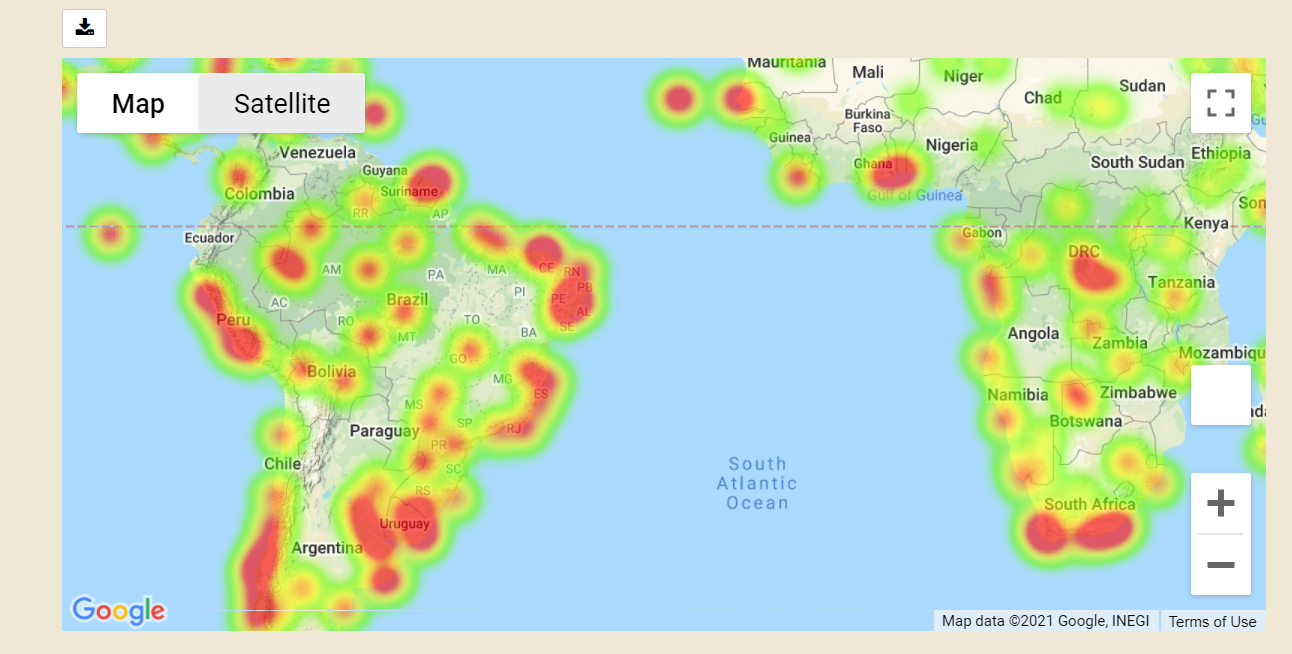 Map
Satellite
Mauritania
Mali
Niger
Chad
Sudan
Burkina
Faso
Guinea
Nigeria
Ghana
South Sudan
Ethiopia
Gulf of Guinea
Venezuela
Guyana
Suriname
Colombia
RR
AP
Ecuador
Gabon
Kenya
DRC
Tanzania
AM
PA
MA
CE
RN
PB
PI
PE
AL
SE
AC
Brazil
Peru
RO
MT
TO
BA
Angola
Zambia
Mozambiqu
GO
Bolivia
MG
ES
Namibia
Zimbabwe
Botswana
MS
SP
RJ
Paraguay
PR
SC
Chile
South
Atlantic
Ocean
RS
Uruguay
South Africa
Argentina
Google
Map data ©2021 Google, INEGI
Terms of Use